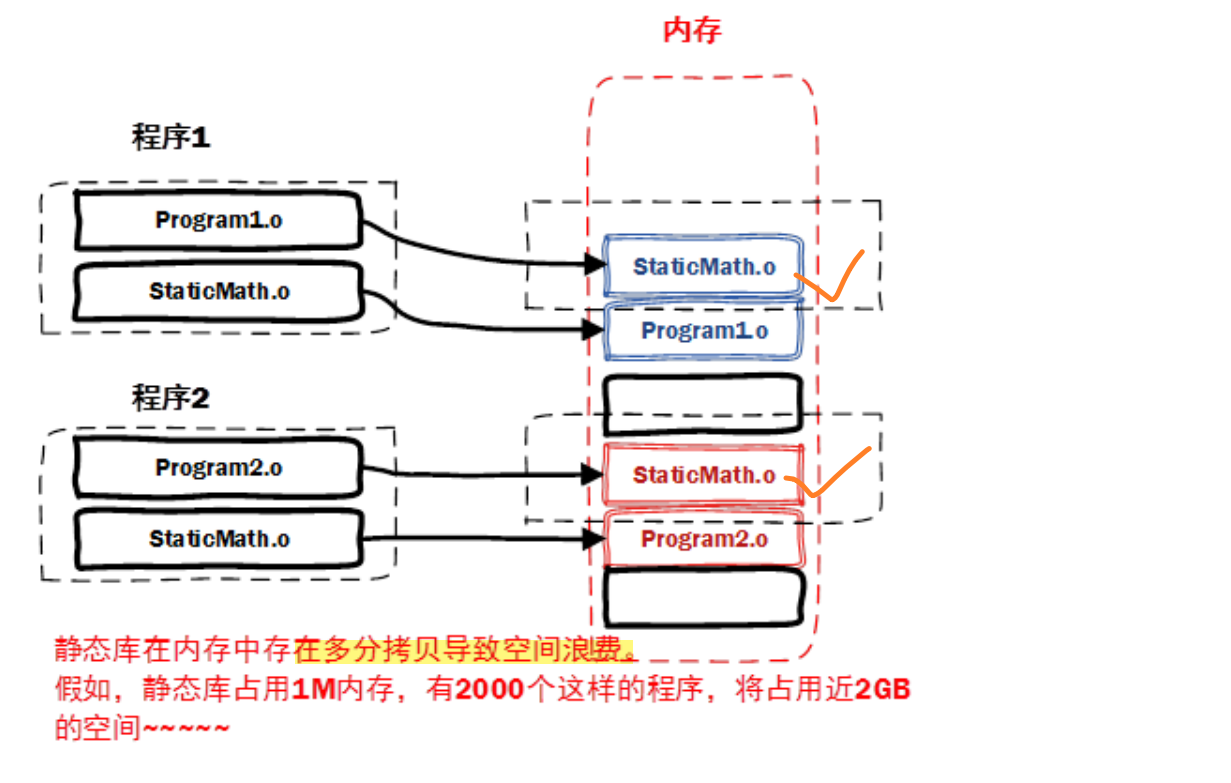 内存
程序1
Program1.o
StaticMath.o
StaticMath.o
Program1.o
程序2
Program2.o
StaticMath.o
StaticMath.o
Program2.o
静态库在内存中存在多分拷贝导致空间浪费。
假如，静态库占用1M内存，有2000个这样的程序，将占用近2GB
的空间~~~~~